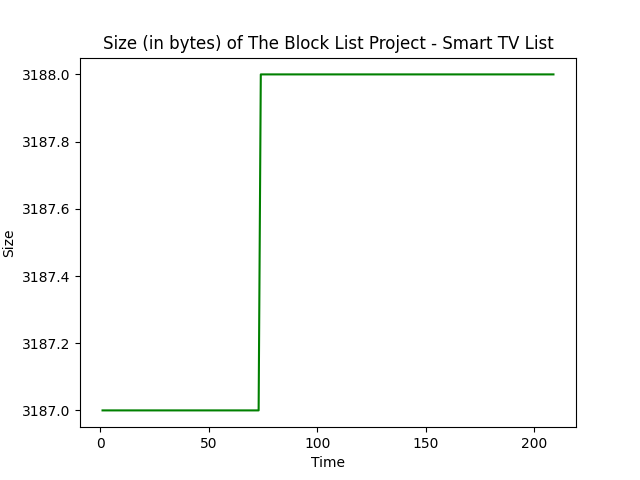 Size (in bytes) of The Block List Project - Smart TV List
3188.0
3187.8
3187.6
3187.4
3187.2
3187.0
Size
0 50 100 150 200
Time